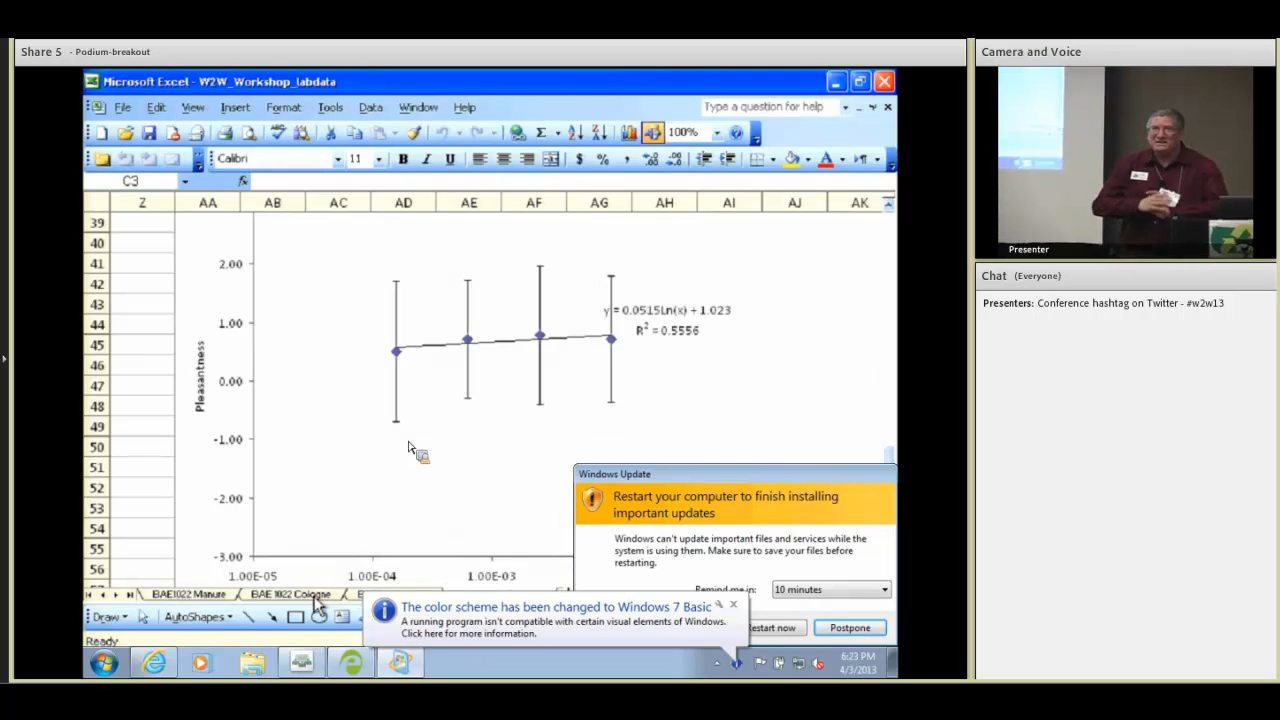 Share 5 - Podium-breakout
Camera and Voice
Microsoft Excel - W2W_Workshop_labdata
File Edit View Insert Format Tools Data Window Help Type a question for help
100%
Calibri 11 B I U $ % , A
C3 fx
Z AA AB AC AD AE AF AG AH AI AJ AK
39
40
41
42
43
44
45
46
47
48
49
50
51
52
53
54
55
56
Pleasantness
2.00
1.00
0.00
-1.00
-2.00
-3.00
1.00E-05 1.00E-04 1.00E-03
y = 0.0515Ln(x) + 1.023
R² = 0.5556
Presenter
Chat (Everyone)
Presenters: Conference hashtag on Twitter - #w2w13
Windows Update
Restart your computer to finish installing
important updates
Windows can't update important files and services while the
system is using them. Make sure to save your files before
restarting.
Remind me in: 10 minutes
Restart now Postpone
BAE1022 Manure BAE 1022 Cologne
The color scheme has been changed to Windows 7 Basic
A running program isn't compatible with certain visual elements of Windows.
Click here for more information.
Draw AutoShapes
Ready
6:23 PM
4/3/2013